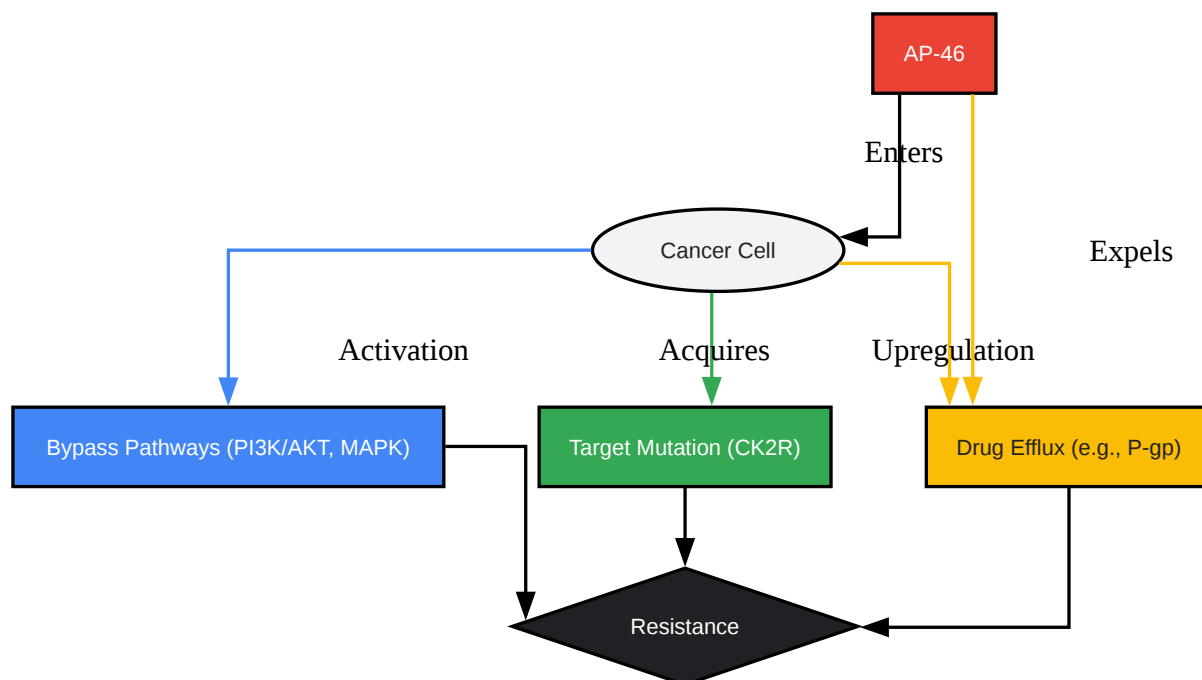 AP-46
Enters
Cancer Cell
Expels
Activation
Acquires
Upregulation
Bypass Pathways (PI3K/AKT, MAPK)
Target Mutation (CK2R)
Drug Efflux (e.g., P-gp)
Resistance